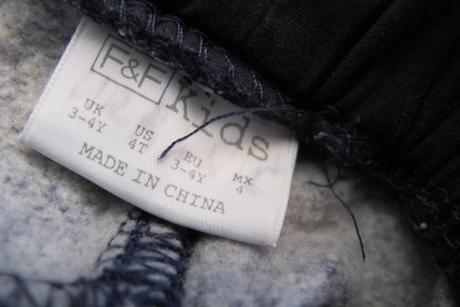 F&F Kids
UK US EU MX
3-4Y 4T 3-4Y 4
MADE IN CHINA